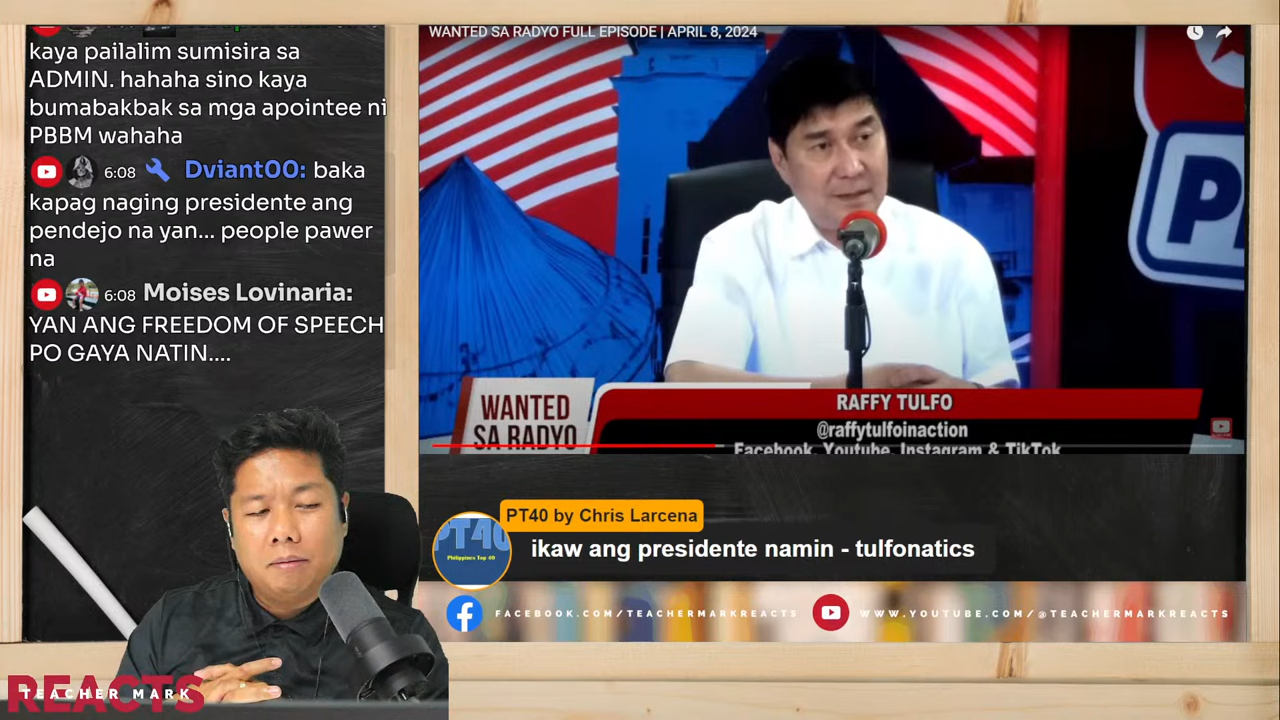 kaya pailalim sumisira sa
ADMIN. hahaha sino kaya
bumabakbak sa mga apointee ni
PBBM wahaha
6:08 Dviant00: baka
kapag naging presidente ang
pendejo na yan... people pawer
na
6:08 Moises Lovinaria:
YAN ANG FREEDOM OF SPEECH
PO GAYA NATIN....
WANTED SA RADYO FULL EPISODE | APRIL 8, 2024
WANTED
SA RADYO
RAFFY TULFO
@raffytulfoinaction
Facebook, Youtube, Instagram & TikTok
PT40
Philippines Top 40
PT40 by Chris Larcena
ikaw ang presidente namin - tulfonatics
FACEBOOK.COM/TEACHERMARKREACTS
WWW.YOUTUBE.COM/@TEACHERMARKREACTS
TEACHER MARK
REACTS